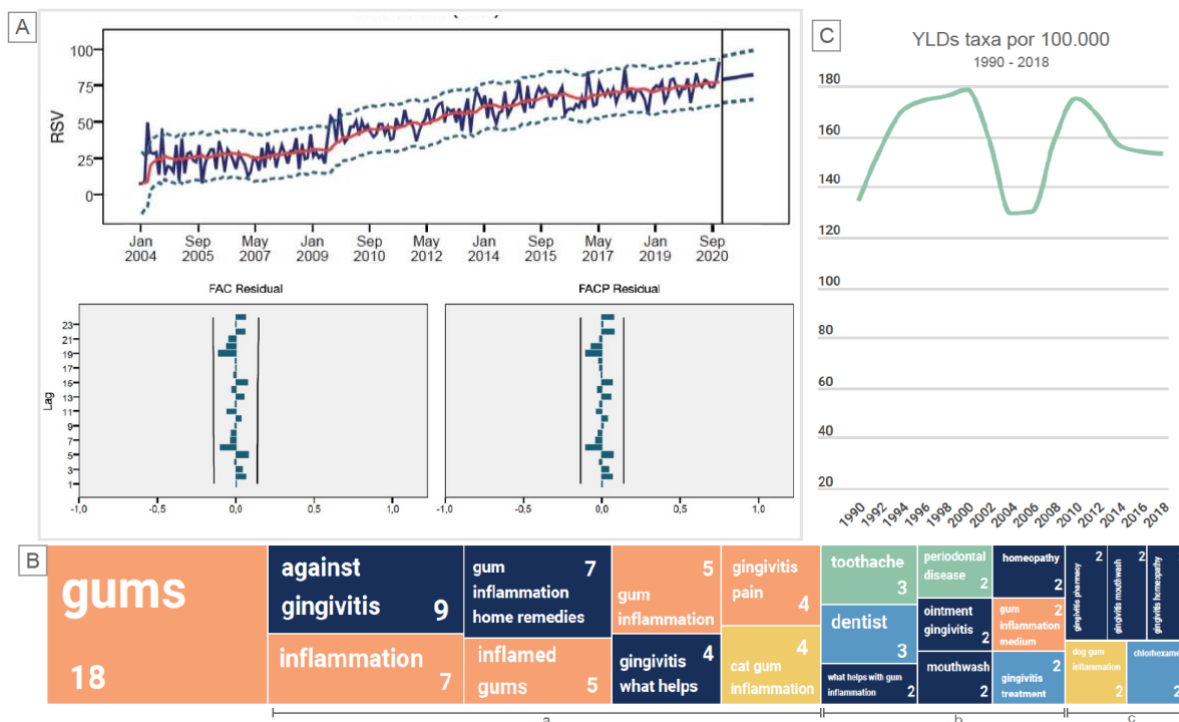 A
100
75
50
25
0
RSV
Jan
2004
Sep
2005
May
2007
Jan
2009
Sep
2010
May
2012
Jan
2014
Sep
2015
May
2017
Jan
2019
Sep
2020
FAC Residual
23
21
19
17
15
13
11
9
7
5
3
1
Lag
-1,0
-0,5
0,0
0,5
1,0
FACP Residual
-1,0
-0,5
0,0
0,5
1,0
C
YLDs taxa por 100.000
1990 - 2018
180
160
140
120
100
80
60
40
20
1990
1992
1994
1996
1998
2000
2002
2004
2006
2008
2010
2012
2014
2016
2018
B
gums
18
against
gingivitis
9
inflammation
7
gum
inflammation
home remedies
7
inflamed
gums
5
5
gum
inflammation
gingivitis
what helps
4
gingivitis
pain
4
4
cat gum
inflammation
toothache
3
dentist
3
what helps with gum
inflammation
2
periodontal
disease
2
ointment
gingivitis
2
mouthwash
2
homeopathy
2
gum
inflammation
medium
2
gingivitis
treatment
2
gingivitis pharmacy
2
gingivitis mouthwash
2
gingivitis homeopathy
2
dog gum
inflammation
2
chlorhexame
2
a
b
c